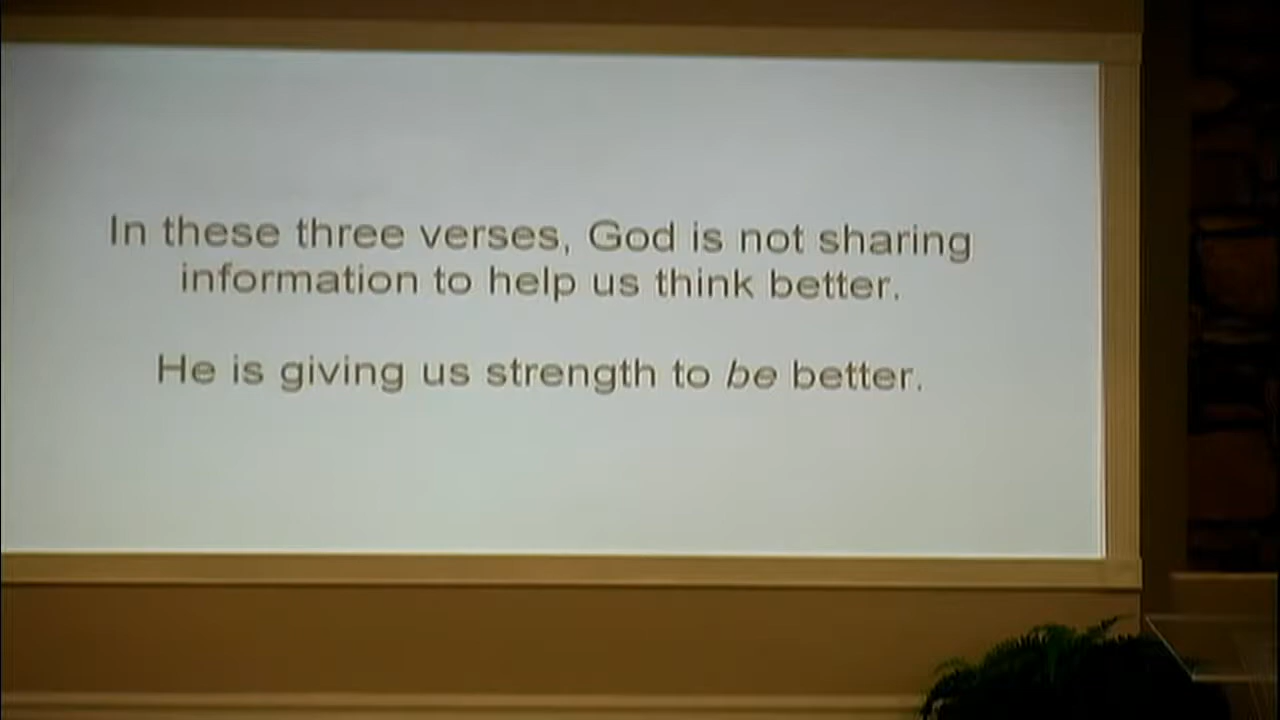 In these three verses, God is not sharing
information to help us think better.
He is giving us strength to be better.